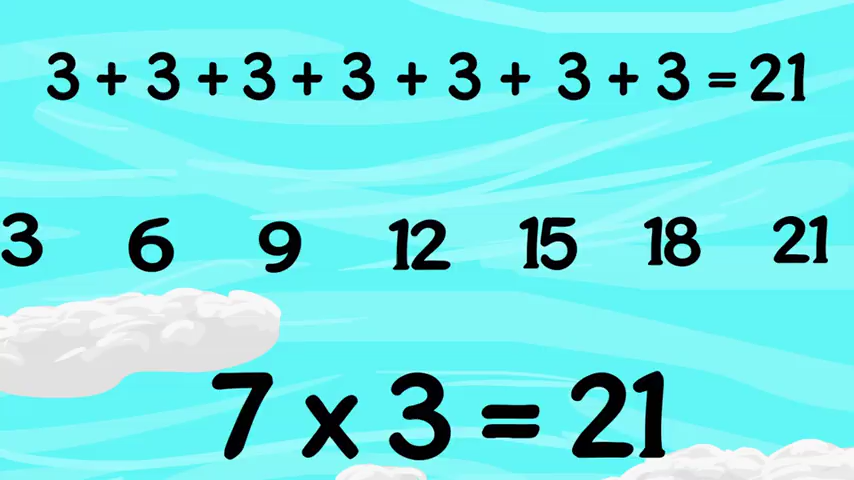 3 + 3 + 3 + 3 + 3 + 3 + 3 = 21
3 6 9 12 15 18 21
7 x 3 = 21